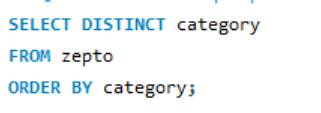 SELECT DISTINCT category
FROM zepto
ORDER BY category;